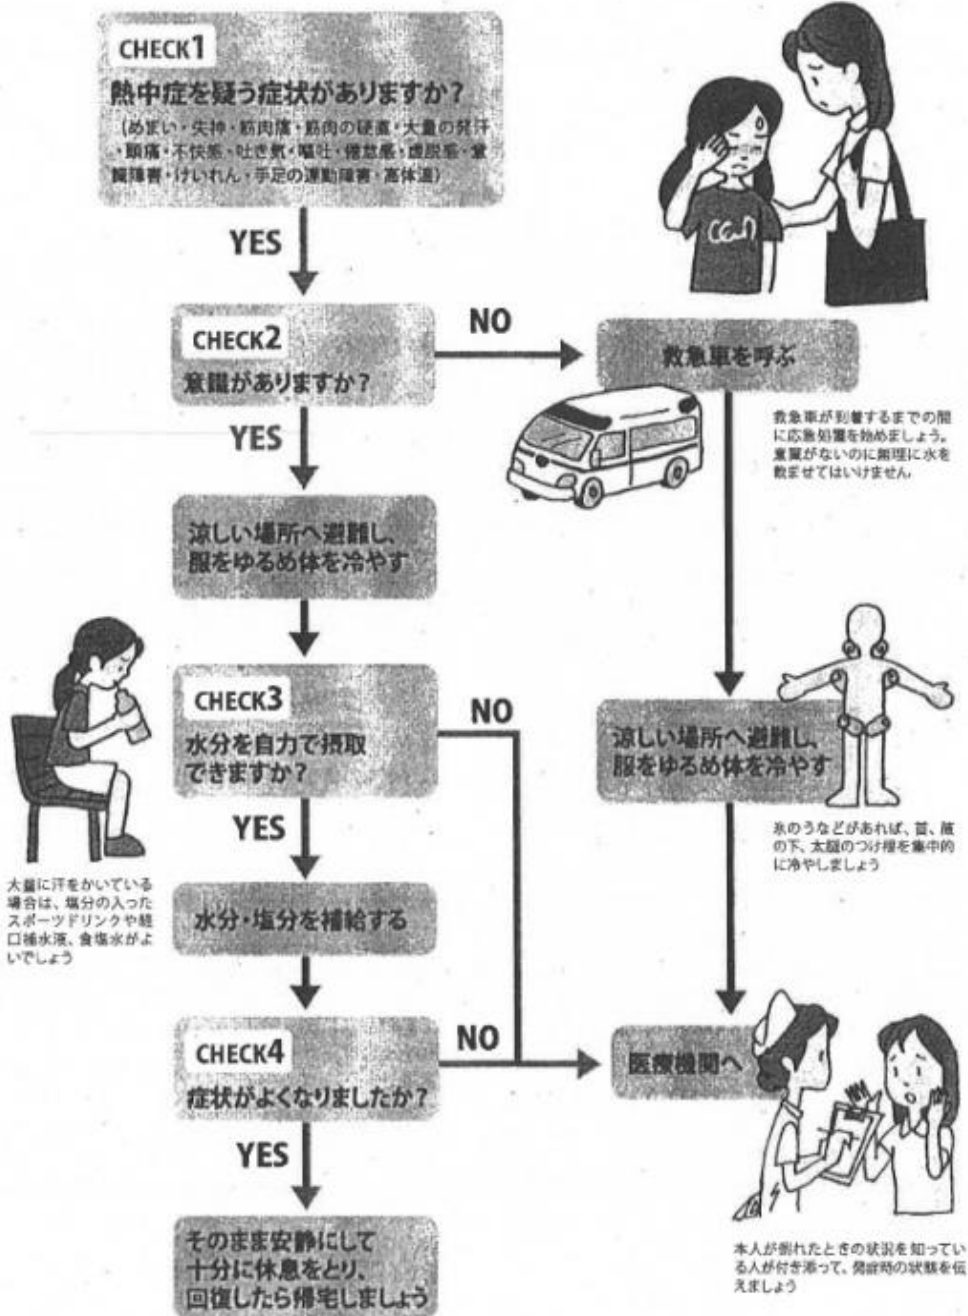 CHECK1
熱中症を疑う症状がありますか？
（めまい・失神・筋肉痛・筋肉の硬直・大量の発汗
・頭痛・不快感・吐き気・嘔吐・倦怠感・虚脱感・意
識障害・けいれん・手足の運動障害・高体温）
YES
CHECK2
意識がありますか？
NO
救急車を呼ぶ
救急車が到着するまでの間
に応急処置を始めましょう。
意識がないのに無理に水を
飲ませてはいけません
YES
涼しい場所へ避難し、
服をゆるめ体を冷やす
CHECK3
水分を自力で摂取
できますか？
NO
涼しい場所へ避難し、
服をゆるめ体を冷やす
氷のうなどがあれば、首、腋
の下、太腿のつけ根を集中的
に冷やしましょう
YES
大量に汗をかいている
場合は、塩分の入った
スポーツドリンクや経
口補水液、食塩水がよ
いでしょう
水分・塩分を補給する
CHECK4
症状がよくなりましたか？
NO
医療機関へ
YES
そのまま安静にして
十分に休息をとり、
回復したら帰宅しましょう
本人が倒れたときの状況を知ってい
る人が付き添って、発症時の状態を伝
えましょう